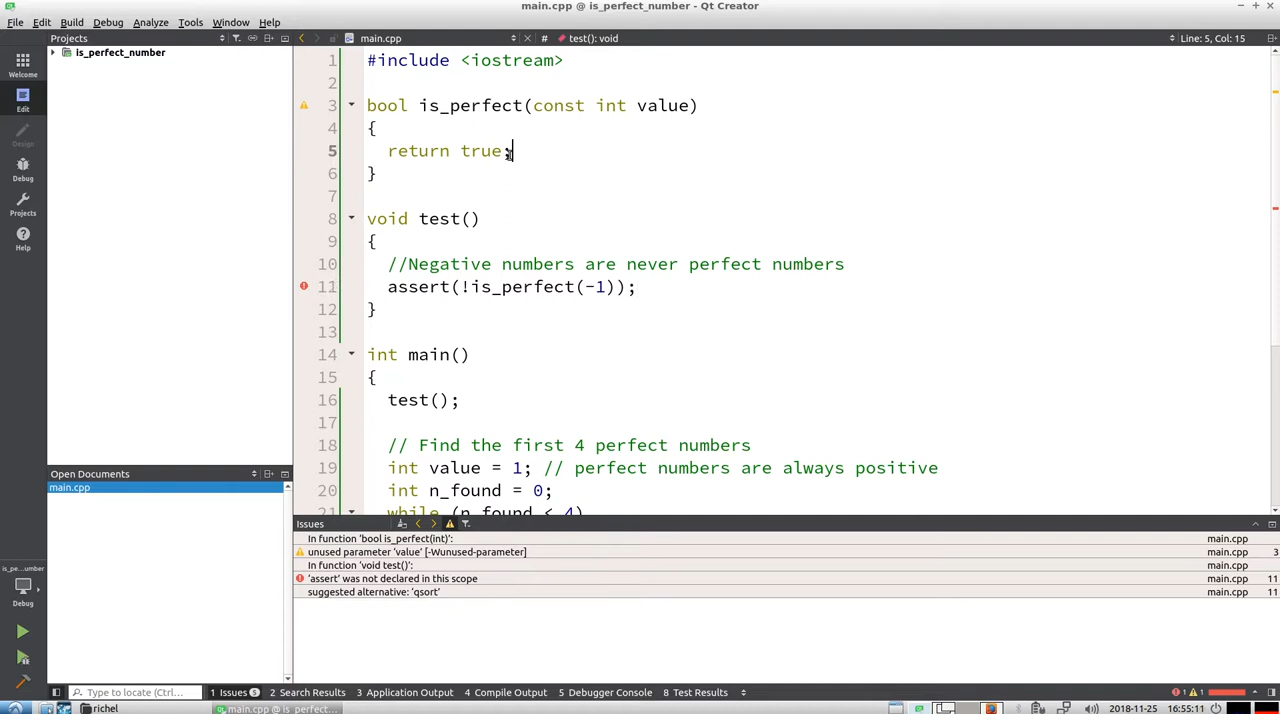 main.cpp @ is_perfect_number - Qt Creator
File Edit Build Debug Analyze Tools Window Help
Projects
main.cpp
# test(): void
Line: 5, Col: 15
is_perfect_number
Welcome
Edit
Design
Debug
Projects
Help
1 #include <iostream>
2
3 bool is_perfect(const int value)
4 {
5 return true;
6 }
7
8 void test()
9 {
10 //Negative numbers are never perfect numbers
11 assert(!is_perfect(-1));
12 }
13
14 int main()
15 {
16 test();
17
18 // Find the first 4 perfect numbers
19 int value = 1; // perfect numbers are always positive
20 int n_found = 0;
21 while (n_found < 4)
Open Documents
main.cpp
Issues
In function 'bool is_perfect(int)': main.cpp
unused parameter 'value' [-Wunused-parameter] main.cpp 3
In function 'void test()': main.cpp
'assert' was not declared in this scope main.cpp 11
suggested alternative: 'qsort' main.cpp 11
is_pe...umber
Debug
Type to locate (Ctrl...
1 Issues 5 2 Search Results 3 Application Output 4 Compile Output 5 Debugger Console 8 Test Results
1 1
richel
main.cpp @ is_perfect...
2018-11-25 16:55:11